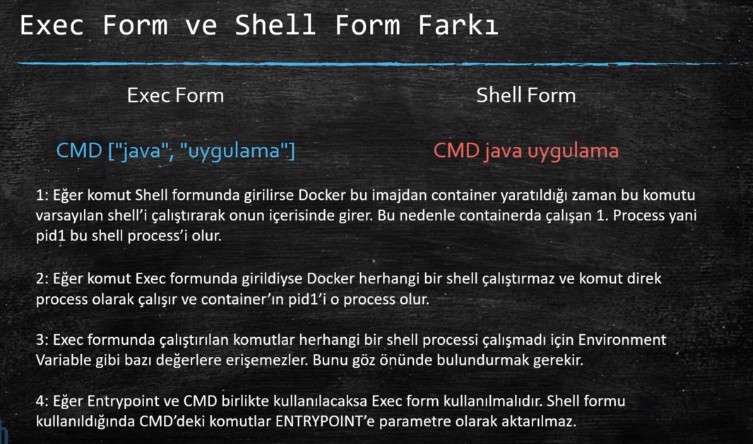 Exec Form ve Shell Form Farkı
Exec Form
Shell Form
CMD ["java", "uygulama"]
CMD java uygulama
1: Eğer komut Shell formunda girilirse Docker bu imajdan container yaratıldığı zaman bu komutu
varsayılan shell'i çalıştırarak onun içerisinde girer. Bu nedenle containerda çalışan 1. Process yani
pid1 bu shell process'i olur.
2: Eğer komut Exec formunda girildiyse Docker herhangi bir shell çalıştırmaz ve komut direk
process olarak çalışır ve container'ın pid1'i o process olur.
3: Exec formunda çalıştırılan komutlar herhangi bir shell processi çalışmadı için Environment
Variable gibi bazı değerlere erişemezler. Bunu göz önünde bulundurmak gerekir.
4: Eğer Entrypoint ve CMD birlikte kullanılacaksa Exec form kullanılmalıdır. Shell formu
kullanıldığında CMD'deki komutlar ENTRYPOINT'e parametre olarak aktarılmaz.